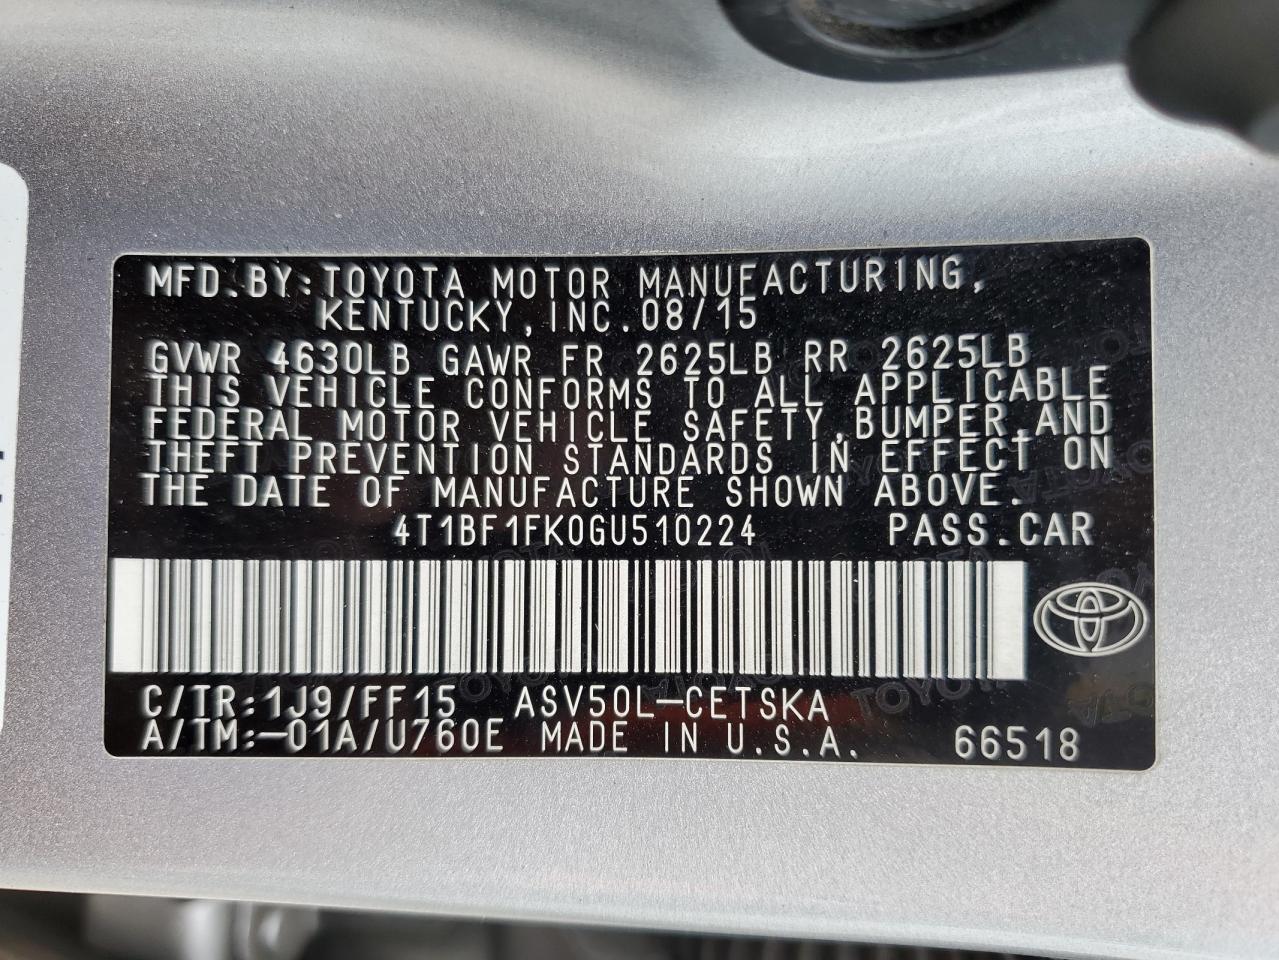 MFD.BY:TOYOTA MOTOR MANUFACTURING,
KENTUCKY,INC.08/15
GVWR 4630LB GAWR FR 2625LB RR 2625LB
THIS VEHICLE CONFORMS TO ALL APPLICABLE
FEDERAL MOTOR VEHICLE SAFETY,BUMPER,AND
THEFT PREVENTION STANDARDS IN EFFECT ON
THE DATE OF MANUFACTURE SHOWN ABOVE.
4T1BF1FK0GU510224 PASS.CAR
C/TR:1J9/FF15 ASV50L-CETSKA
A/TM:-01A/U760E MADE IN U.S.A. 66518